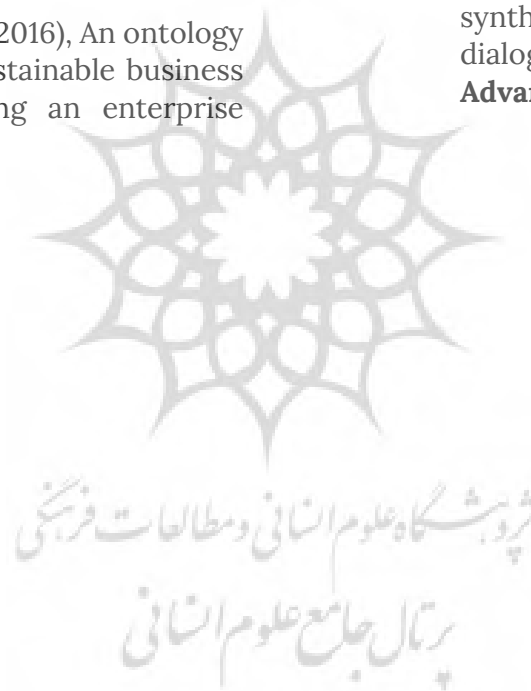 2016), An ontology
stainable business
ng an enterprise
synth
dialog
Advan
پژوهشگاه علوم انسانی و مطالعات فرهنگی
پرتال جامع علوم انسانی